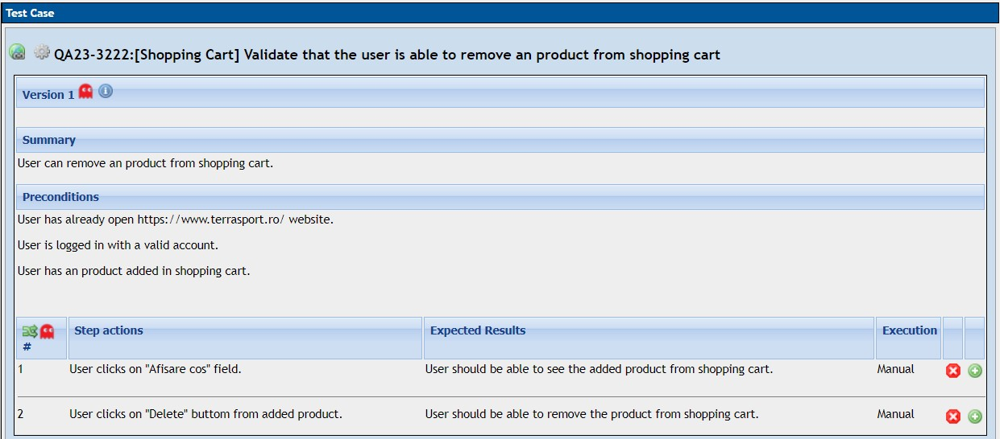 Test Case
QA23-3222:[Shopping Cart] Validate that the user is able to remove an product from shopping cart
Version 1
Summary
User can remove an product from shopping cart.
Preconditions
User has already open https://www.terrasport.ro/ website.
User is logged in with a valid account.
User has an product added in shopping cart.
# Step actions Expected Results Execution
1 User clicks on "Afisare cos" field. User should be able to see the added product from shopping cart. Manual
2 User clicks on "Delete" buttom from added product. User should be able to remove the product from shopping cart. Manual